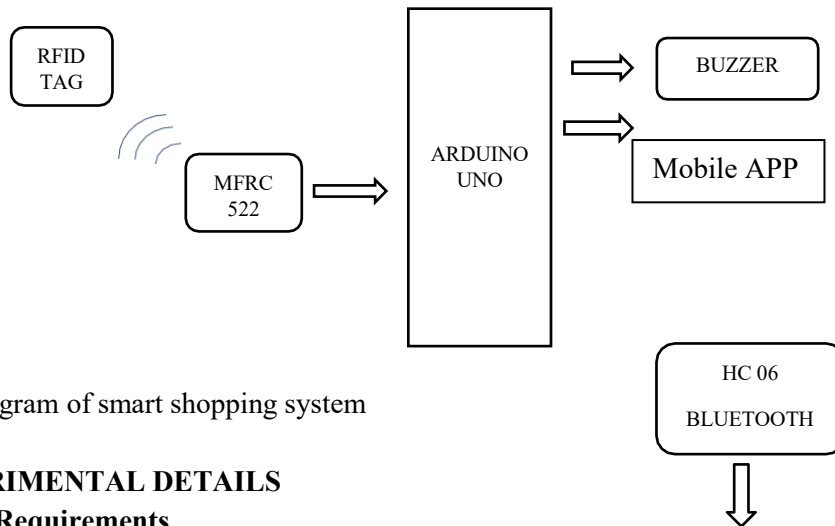 RFID
TAG
BUZZER
ARDUINO
UNO
Mobile APP
MFRC
522
HC 06
BLUETOOTH
gram of smart shopping system
RIMENTAL DETAILS
Requirements